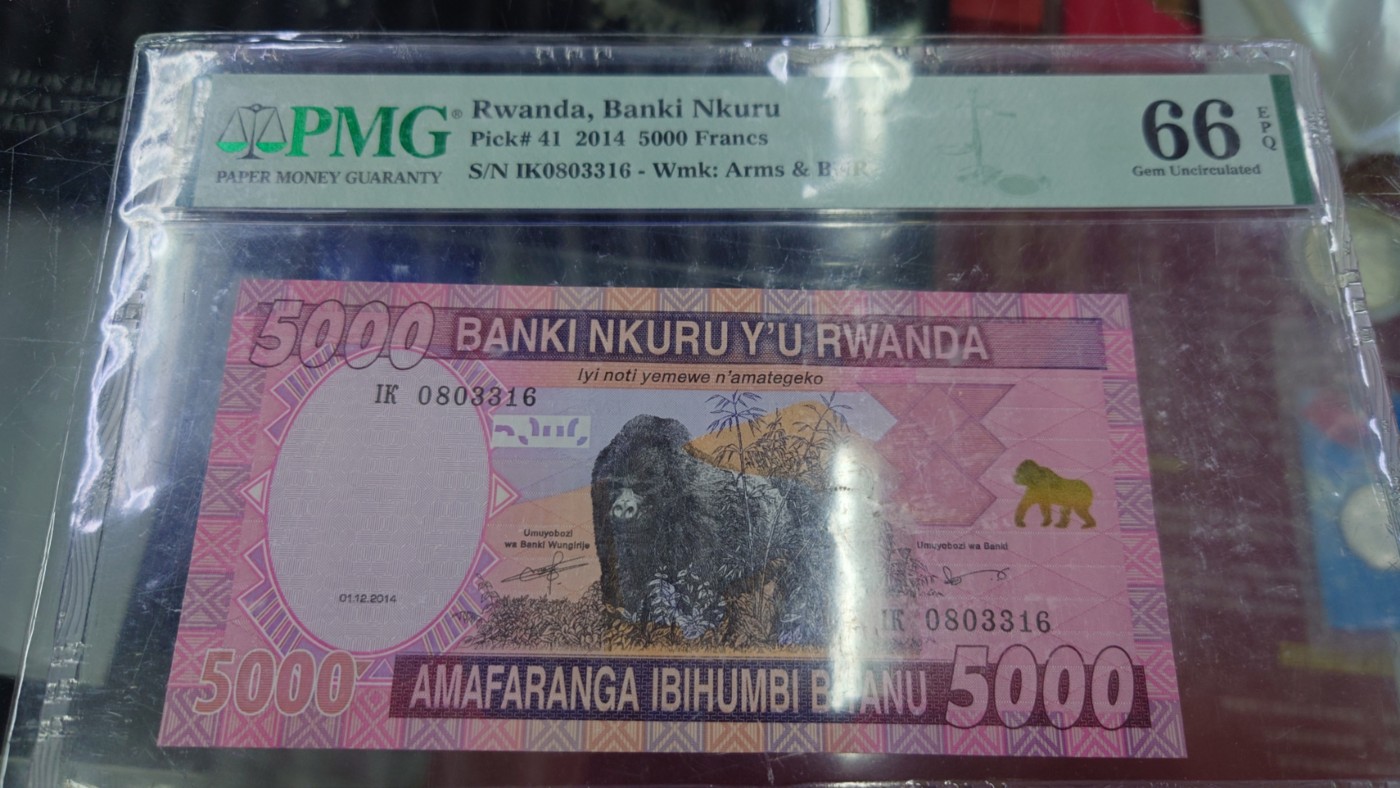 PMG®
PAPER MONEY GUARANTY
Rwanda, Banki Nkuru
Pick# 41 2014 5000 Francs
S/N IK0803316 - Wmk: Arms &
66
EPQ
Gem Uncirculated
5000 BANKI NKURU Y'U RWANDA
Iyi noti yemewe n'amategeko
IK 0803316
Umuyobozi
wa Banki Wungirije
Umuyobozi wa Banki
01.12.2014
IK 0803316
5000 AMAFARANGA IBIHUMBI 5000